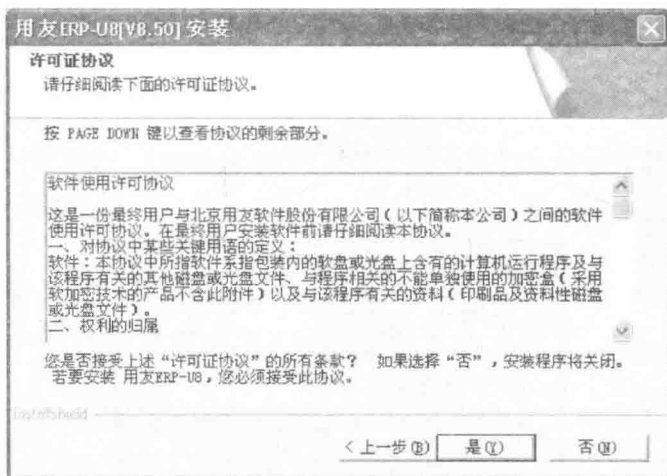 用友ERP-U8[V8.50]安装
许可证协议
请仔细阅读下面的许可证协议。
按 PAGE DOWN 键以查看协议的剩余部分。
软件使用许可协议
这是一份最终用户与北京用友软件股份有限公司(以下简称本公司)之间的软件
使用许可协议。在最终用户安装软件前请仔细阅读本协议。
一、对协议中某些关键用语的定义:
软件:本协议中所指软件系指包装内的软盘或光盘上含有的计算机运行程序及与
该程序有关的其他磁盘或光盘文件、与程序相关的不能单独使用的加密盒(采用
软加密技术的产品不含此附件)以及与该程序有关的资料(印刷品及资料性磁盘
或光盘文件)。
二、权利的归属
您是否接受上述“许可证协议”的所有条款? 如果选择“否”,安装程序将关闭。
若要安装 用友ERP-U8,您必须接受此协议。
InstallShield
< 上一步(B) 是(Y) 否(N)